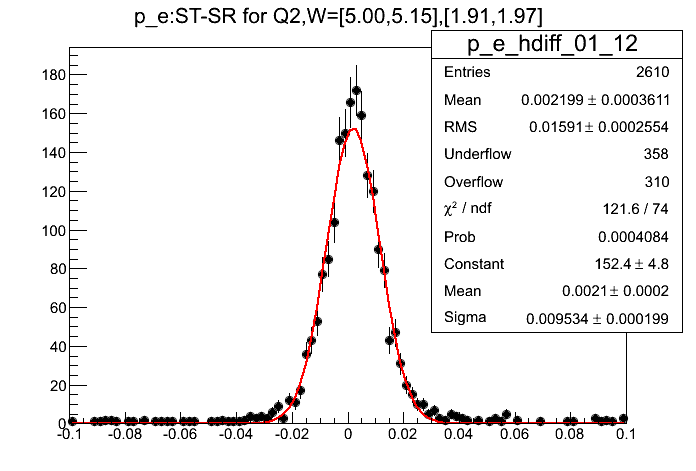 p_e:ST-SR for Q2,W=[5.00,5.15],[1.91,1.97]
p_e_hdiff_01_12
Entries 2610
Mean 0.002199 ± 0.0003611
RMS 0.01591 ± 0.0002554
Underflow 358
Overflow 310
χ² / ndf 121.6 / 74
Prob 0.0004084
Constant 152.4 ± 4.8
Mean 0.0021 ± 0.0002
Sigma 0.009534 ± 0.000199
180
160
140
120
100
80
60
40
20
0
-0.1 -0.08 -0.06 -0.04 -0.02 0 0.02 0.04 0.06 0.08 0.1